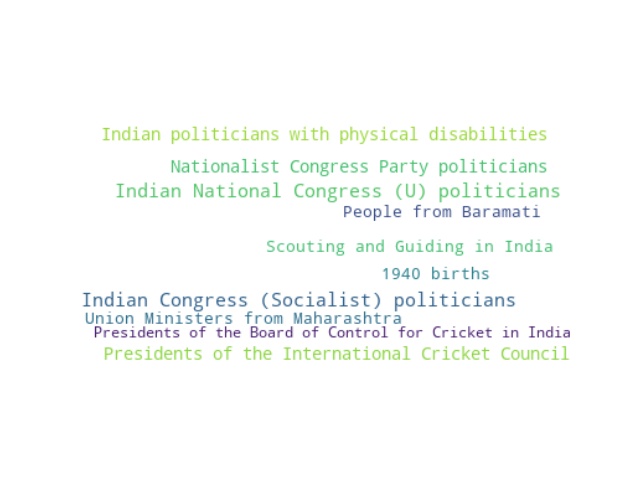 Indian politicians with physical disabilities
Nationalist Congress Party politicians
Indian National Congress (U) politicians
People from Baramati
Scouting and Guiding in India
1940 births
Indian Congress (Socialist) politicians
Union Ministers from Maharashtra
Presidents of the Board of Control for Cricket in India
Presidents of the International Cricket Council